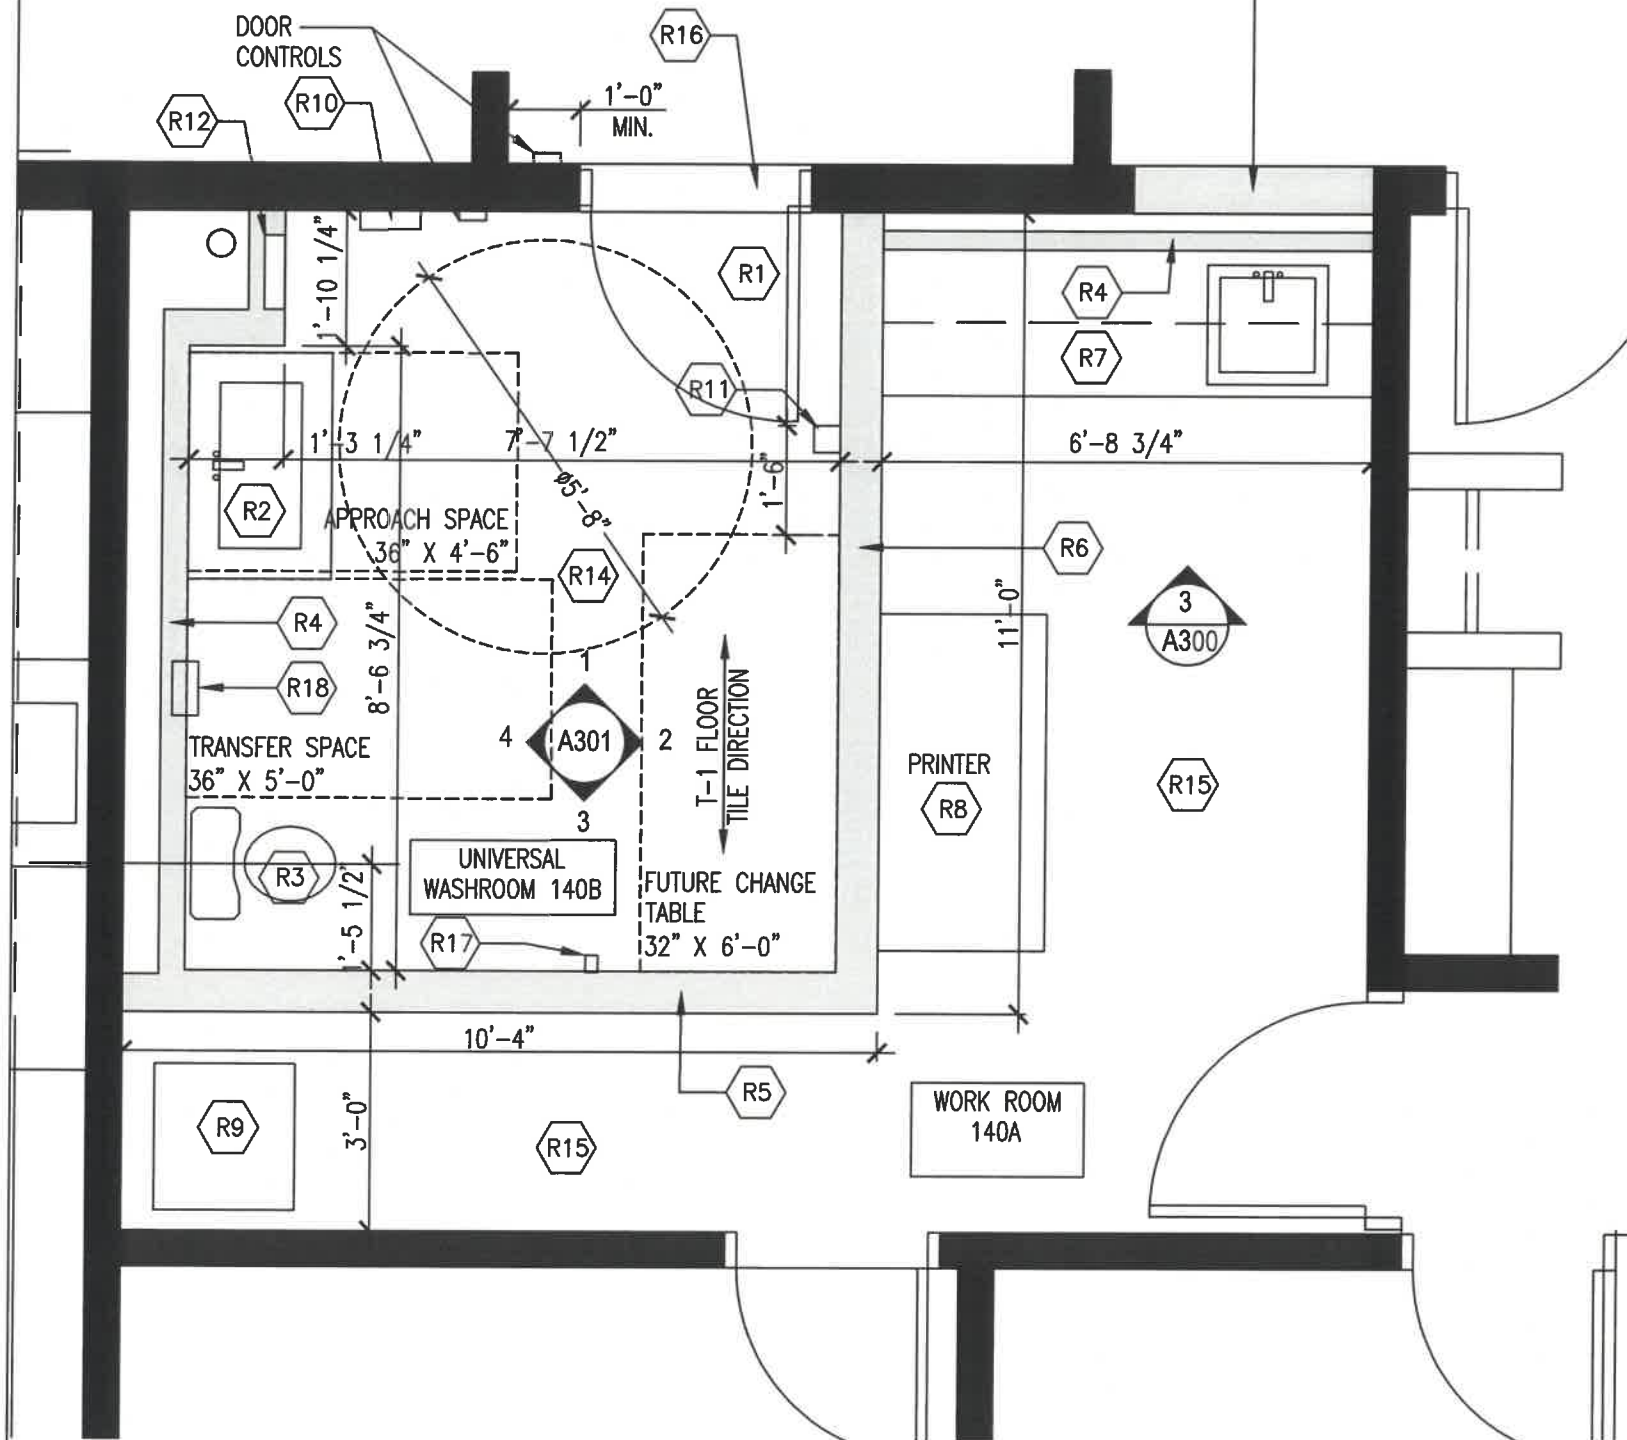 DOOR
CONTROLS
R16
R10
R12
1'-0"
MIN.
1'-10 1/4"
R1
R4
R7
R11
1'-3 1/4"
7'-7 1/2"
6'-8 3/4"
1'-6"
ø5'-8"
R2
APPROACH SPACE
36" X 4'-6"
R14
R6
11'-0"
3
A300
R4
8'-6 3/4"
R18
1
4
A301
2
3
T-1 FLOOR
TILE DIRECTION
TRANSFER SPACE
36" X 5'-0"
PRINTER
R8
R15
R3
1'-5 1/2'
UNIVERSAL
WASHROOM 140B
FUTURE CHANGE
TABLE
32" X 6'-0"
R17
10'-4"
R5
R9
3'-0"
R15
WORK ROOM
140A